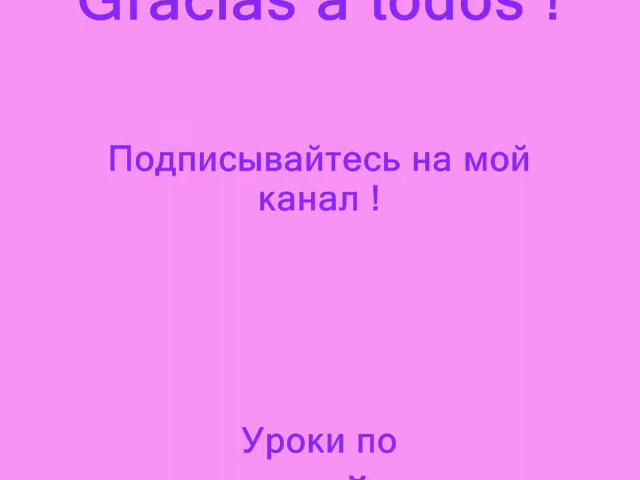 Gracias a todos !
Подписывайтесь на мой
канал !
Уроки по